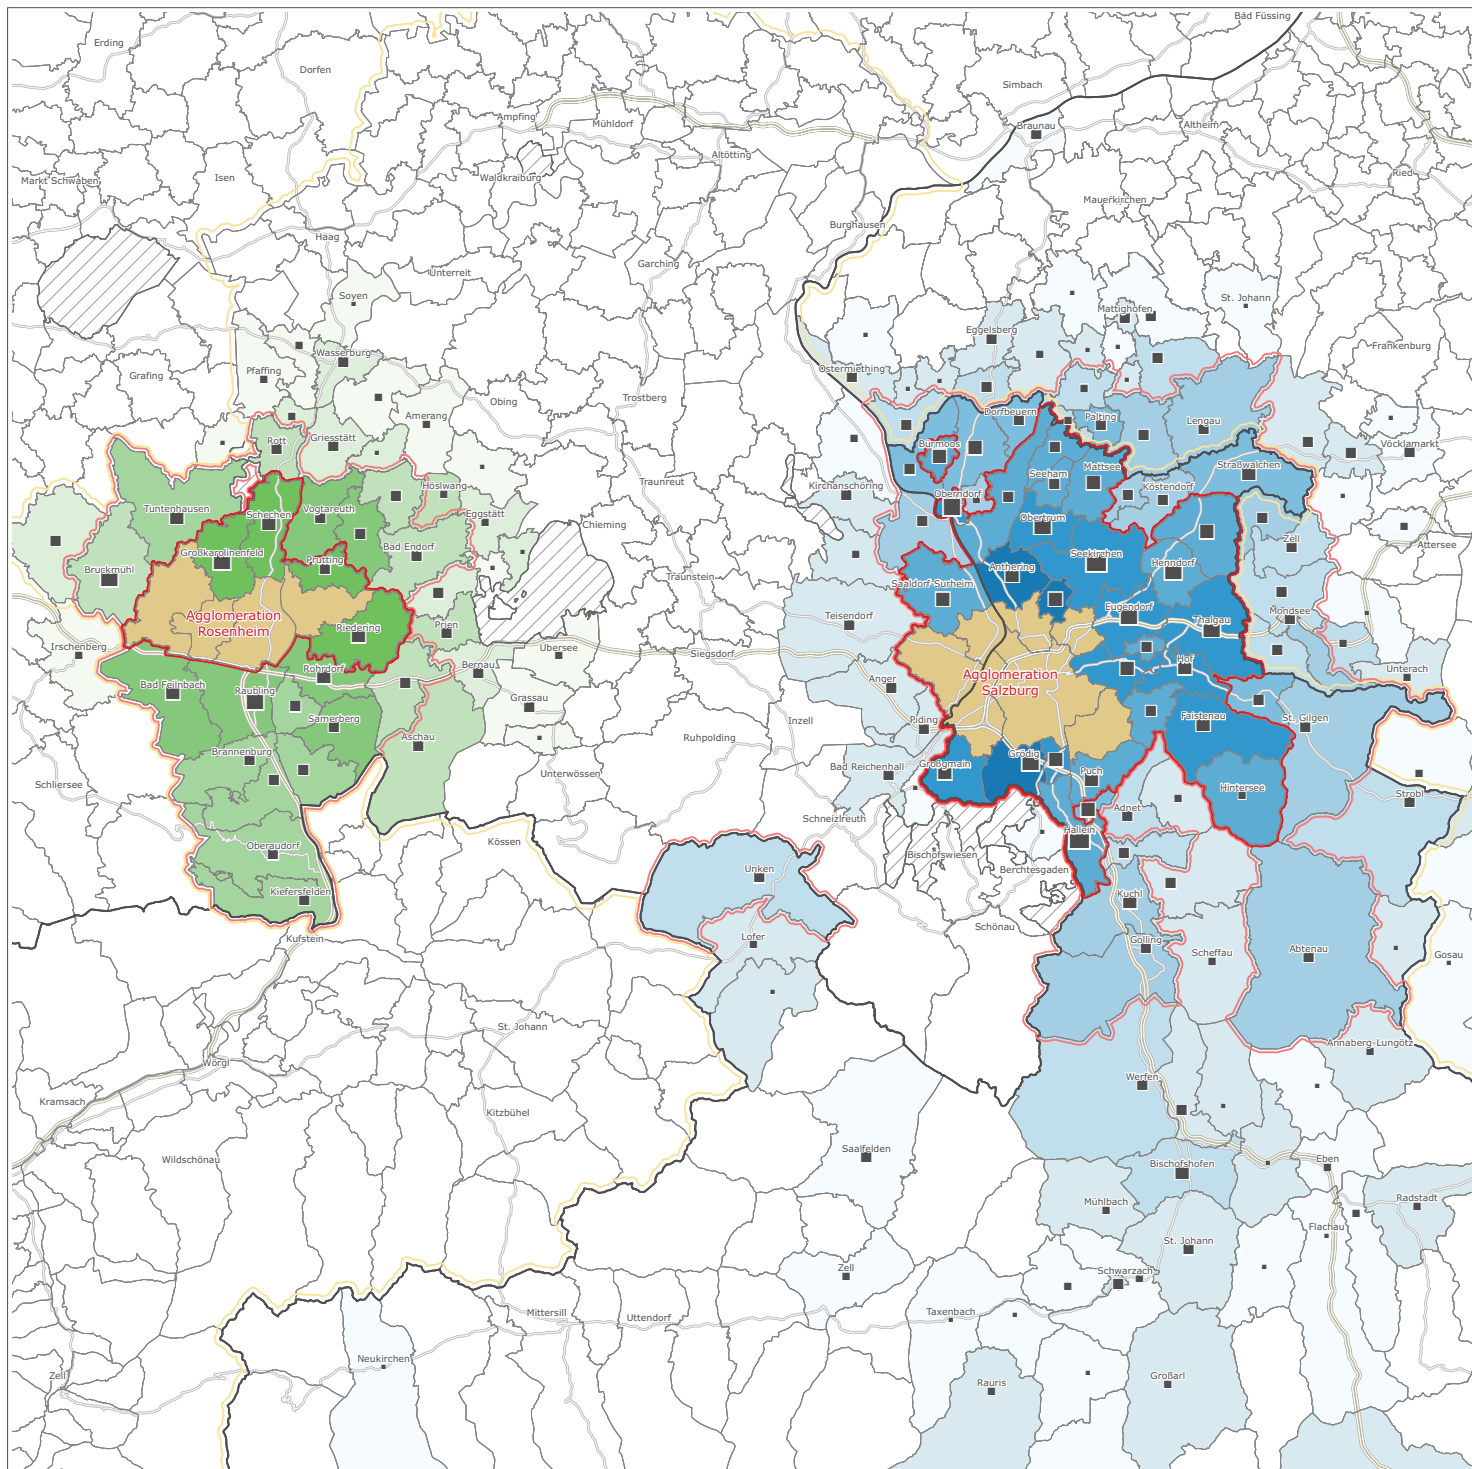 Bad Füssing
Erding
Dorfen
Simbach
Ampfing
Mühldorf
Braunau
Altheim
Altötting
Markt Schwaben
Isen
Waldkraiburg
Ried
Mauerkirchen
Burghausen
Haag
Unterreit
Garching
Soyen
St. Johann
Mattighofen
Eggelsberg
Frankenburg
Wasserburg
Pfaffing
Grafing
Ostermiething
Obing
Trostberg
Amerang
Dorfbeuern
Palting
Lengau
Rott
Griesstätt
Burmoos
Vöcklamarkt
Mattsee
Straßwalchen
Seeham
Traunreut
Kirchanschöring
Höslwang
Köstendorf
Oberndorf
Tuntenhausen
Schechen
Vogtareuth
Eggstätt
Chieming
Obertrum
Zell
Attersee
Großkarolinenfeld
Bad Endorf
Prutting
Seekirchen
Bruckmühl
Anthering
Henndorf
Traunstein
Saaldorf-Surheim
Eugendorf
Mondsee
Agglomeration
Rosenheim
Teisendorf
Thalgau
Riedering
Prien
Irschenberg
Übersee
Siegsdorf
Hof
Bernau
Rohrdorf
Unterach
Agglomeration
Salzburg
Anger
Bad Feilnbach
Raubling
Grassau
Samerberg
Inzell
Piding
Faistenau
St. Gilgen
Aschau
Ruhpolding
Brannenburg
Grödig
Großgmain
Bad Reichenhall
Unterwössen
Puch
Schliersee
Hintersee
Strobl
Adnet
Schneizlreuth
Hallein
Kössen
Oberaudorf
Bischofswiesen
Unken
Berchtesgaden
Kiefersfelden
Kuchl
Schönau
Kufstein
Lofer
Golling
Scheffau
Abtenau
Gosau
St. Johann
Annaberg-Lungötz
Wörgl
Werfen
Kramsach
Kitzbühel
Saalfelden
Wildschönau
Eben
Bischofshofen
Mühlbach
Radstadt
Flachau
St. Johann
Zell
Schwarzach
Mittersill
Uttendorf
Taxenbach
Neukirchen
Zell
Rauris
Großarl